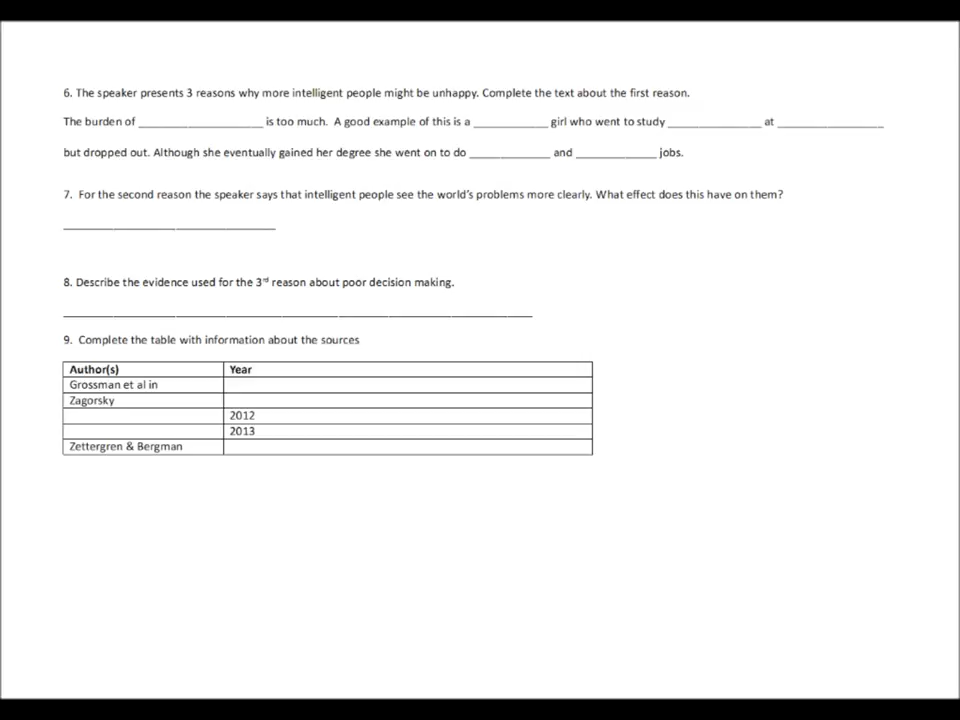 6. The speaker presents 3 reasons why more intelligent people might be unhappy. Complete the text about the first reason.
The burden of ____________________ is too much. A good example of this is a ____________ girl who went to study _______________ at _________________
but dropped out. Although she eventually gained her degree she went on to do _____________ and _____________ jobs.
7. For the second reason the speaker says that intelligent people see the world's problems more clearly. What effect does this have on them?
__________________________________
8. Describe the evidence used for the 3rd reason about poor decision making.
___________________________________________________________________________
9. Complete the table with information about the sources
Author(s) Year
Grossman et al in
Zagorsky
2012
2013
Zettergren & Bergman